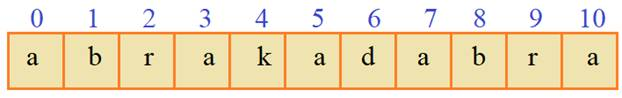 0 1 2 3 4 5 6 7 8 9 10
a b r a k a d a b r a